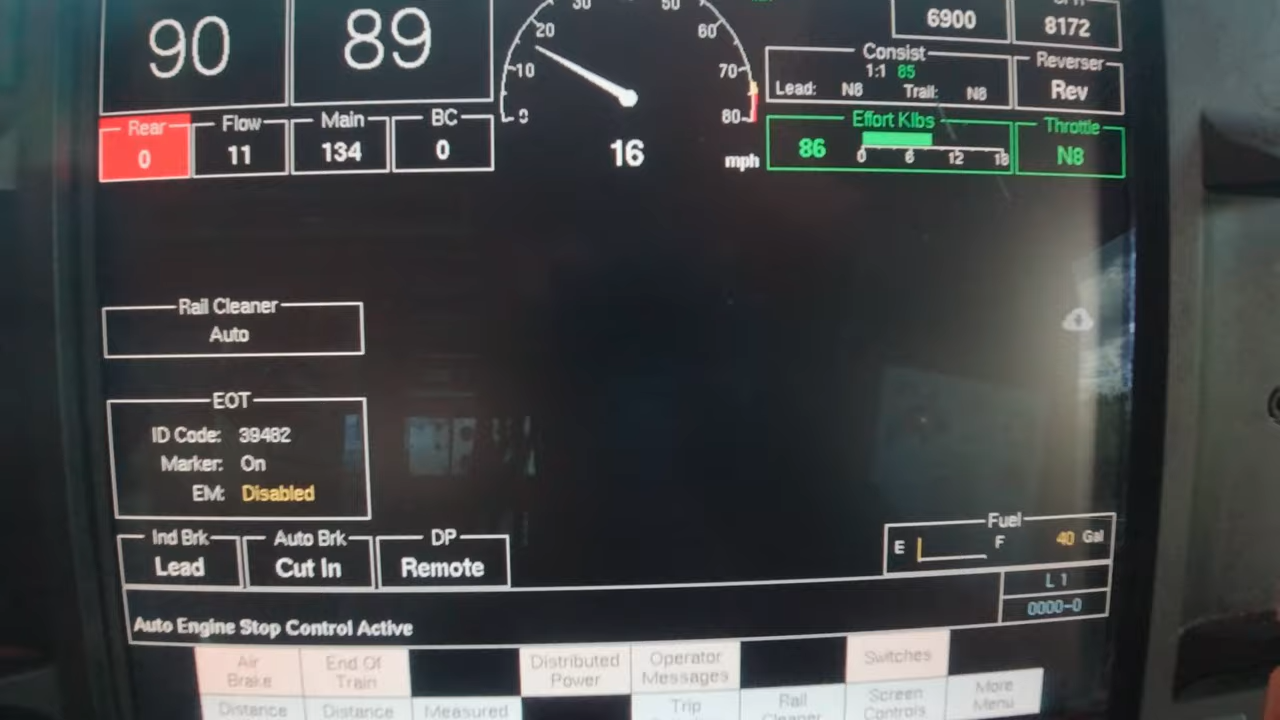 90 89
30 50
20 60
10 70
0 80
16 mph
6900 8172
Consist
1:1 85
Lead: N8 Trail: N8
Reverser
Rev
Rear Flow Main BC
0 11 134 0
Effort Klbs
86 0 6 12 18
Throttle
N8
Rail Cleaner
Auto
EOT
ID Code: 39482
Marker: On
EM: Disabled
Ind Brk Auto Brk DP
Lead Cut In Remote
Fuel
E F 40 Gal
L 1
0000-0
Auto Engine Stop Control Active
Air Brake
End Of Train
Distributed Power
Operator Messages
Switches
Distance Distance Measured
Trip
Rail Cleaner
Screen Controls
More Menu